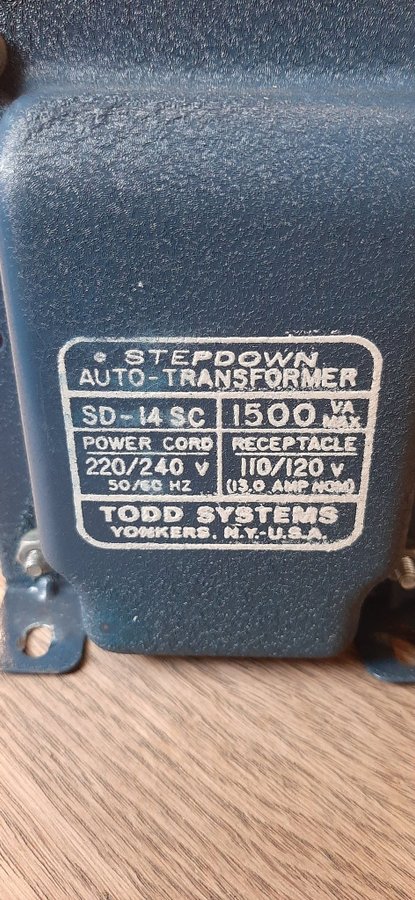 STEPDOWN
AUTO-TRANSFORMER
SD-14 SC 1500 VA MAX
POWER CORD RECEPTACLE
220/240 V 110/120 V
50/60 HZ (13.0 AMP NOM)
TODD SYSTEMS
YONKERS, N.Y.-U.S.A.